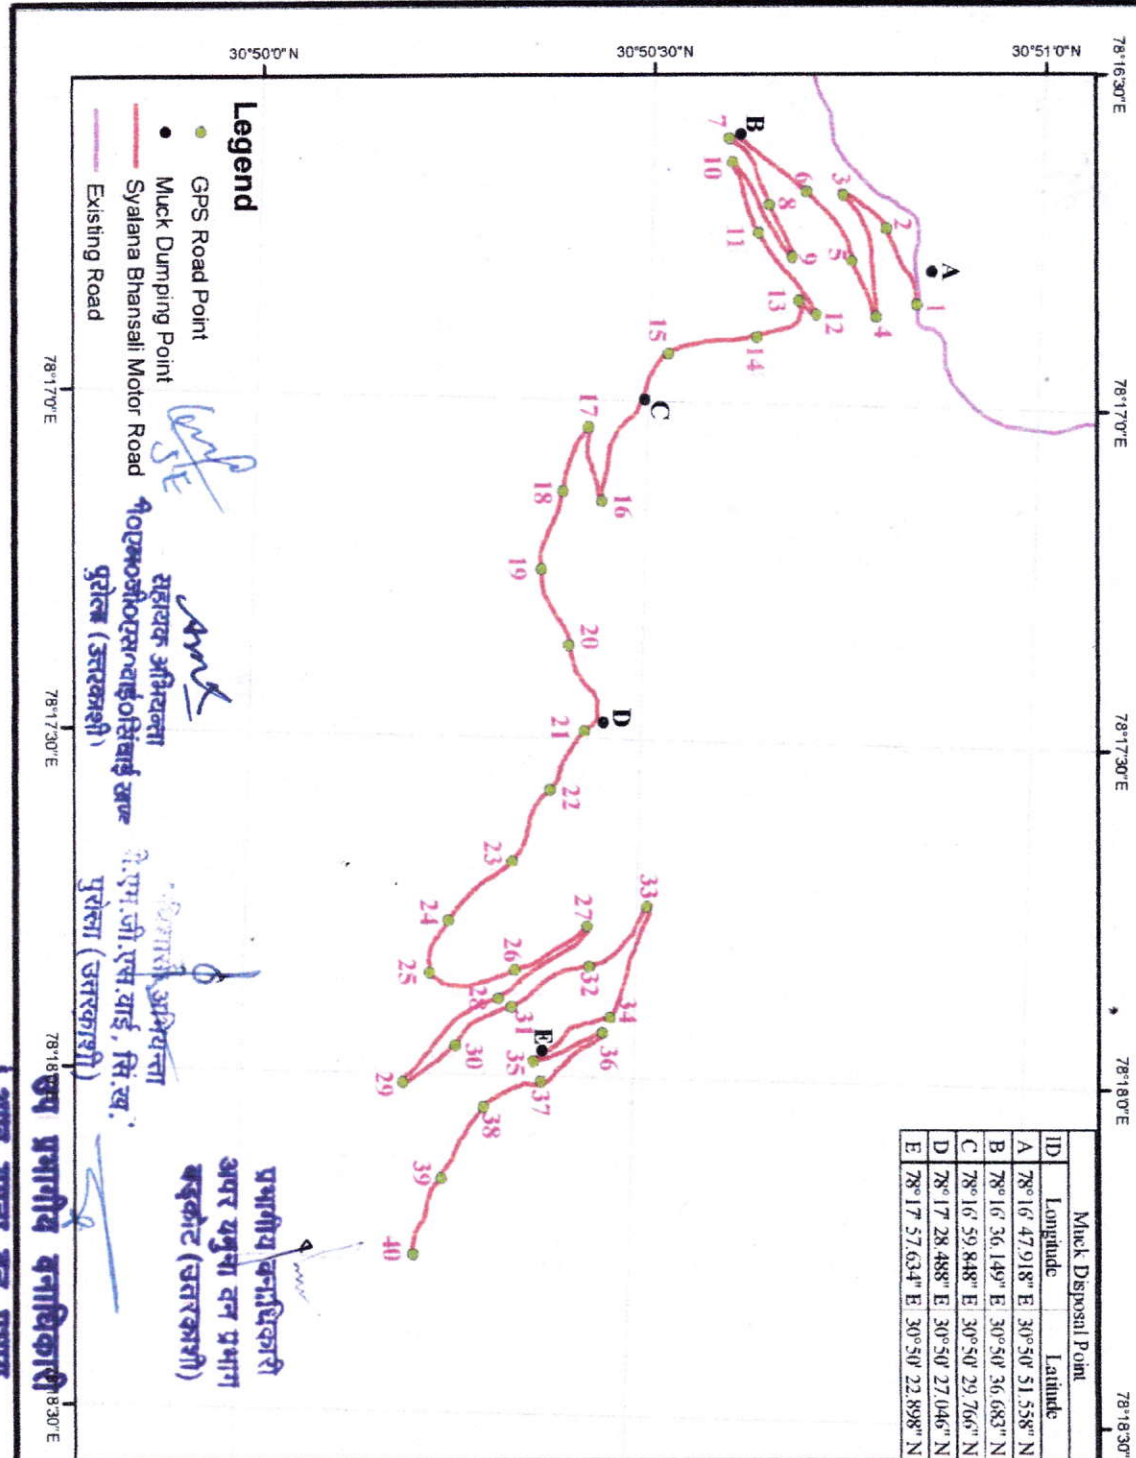 78°16'30"E
78°17'0"E
78°17'30"E
78°18'0"E
78°18'30"
30°51'0"N
30°50'30"N
30°50'0"N
A
B
C
D
E
1
2
3
4
5
6
7
8
9
10
11
12
13
14
15
16
17
18
19
20
21
22
23
24
25
26
27
28
29
30
31
32
33
34
35
36
37
38
39
40
Muck Disposal Point
ID Longitude Latitude
A 78°16' 47.918" E 30°50' 51.558" N
B 78°16' 36.149" E 30°50' 36.683" N
C 78°16' 59.848" E 30°50' 29.766" N
D 78°17' 28.488" E 30°50' 27.046" N
E 78°17' 57.634" E 30°50' 22.898" N
Legend
GPS Road Point
Muck Dumping Point
Syalana Bhansali Motor Road
Existing Road
78°17'0"E
78°17'30"E
78°18'
8°18'30"E
SE
सहायक अभियन्ता
पुरोला (उत्तरकाशी)
अभियन्ता
पी.एम.जी.एस.वाई, सिं.ख.
पुरोला (उत्तरकाशी)
प्रभागीय वनाधिकारी
अपर यमुना वन प्रभाग
बड़कोट (उत्तरकाशी)
उप प्रभागीय वनाधिकारी